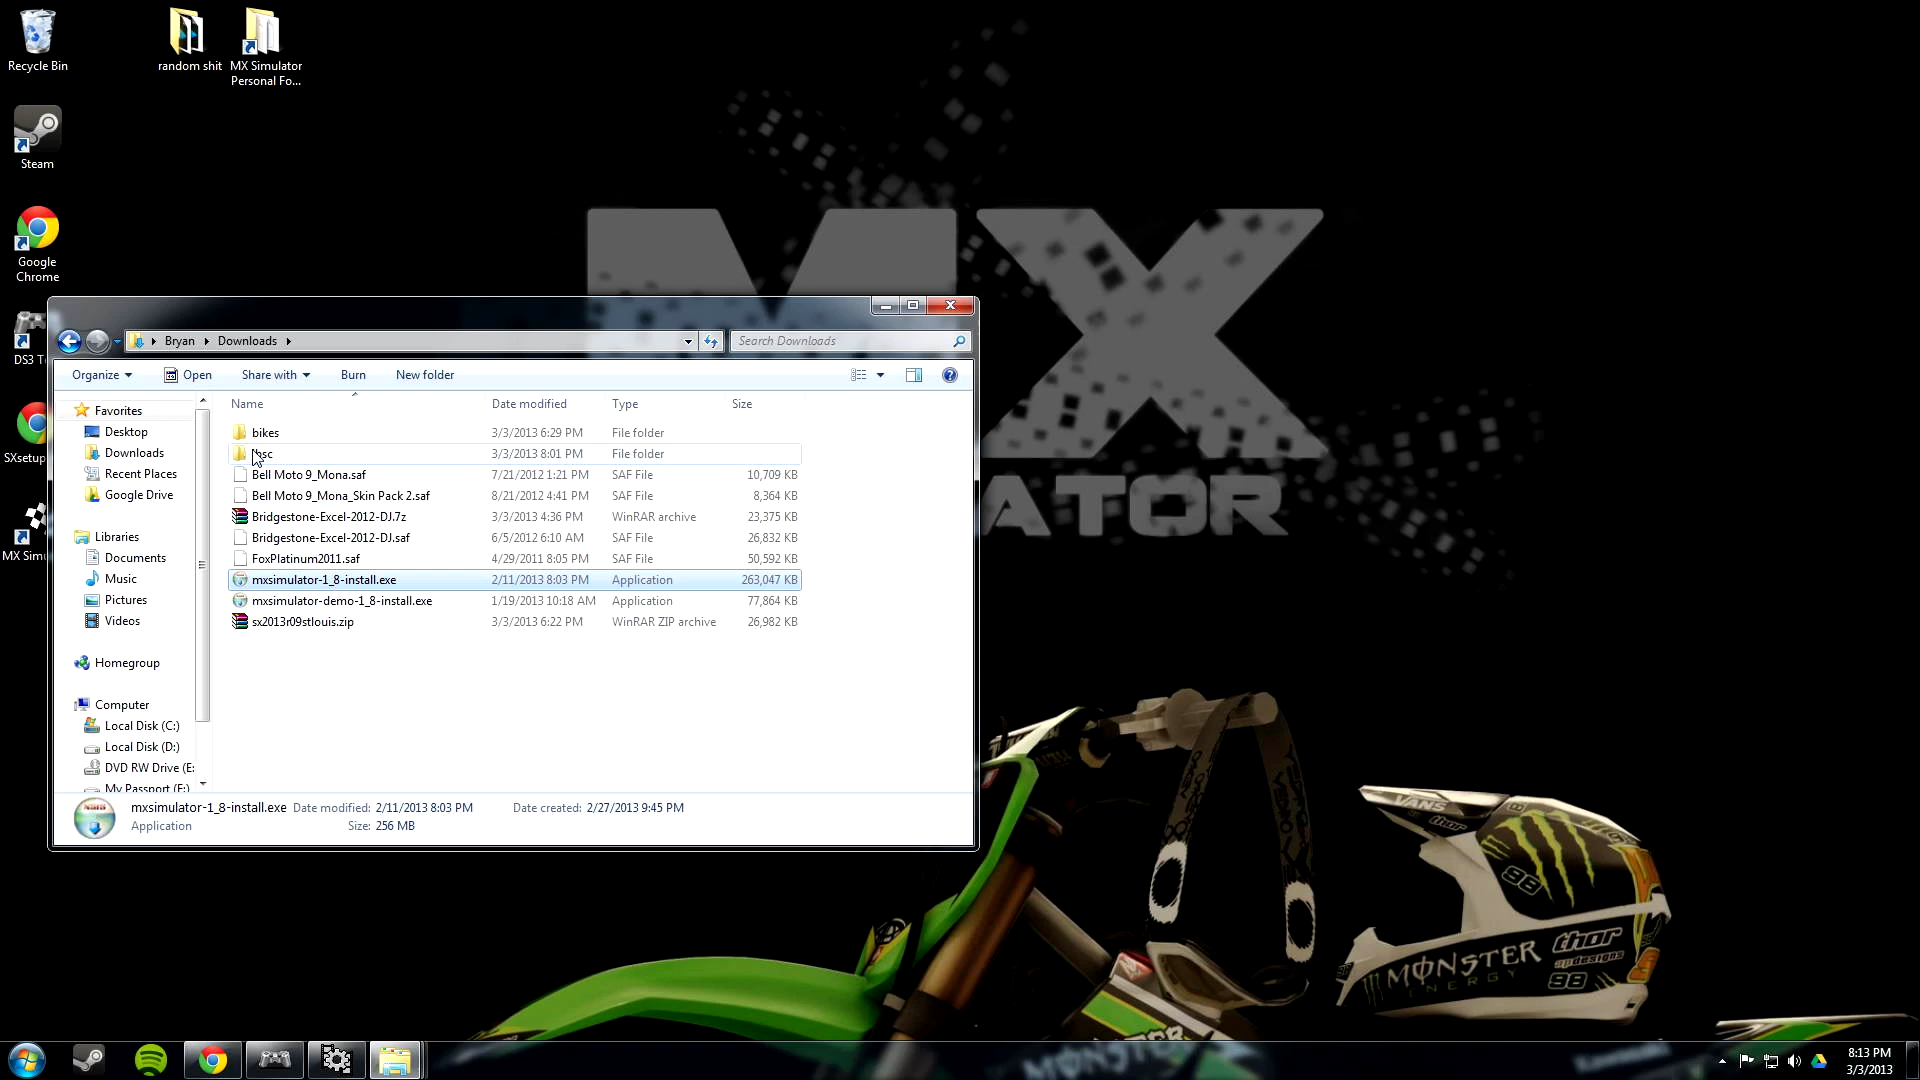 Recycle Bin
random shit
MX Simulator
Personal Fo...
Steam
Google
Chrome
DS3 T
SXsetup
MX Simu
MX
ATOR
Bryan
Downloads
Search Downloads
Organize
Open
Share with
Burn
New folder
Name
Date modified
Type
Size
Favorites
Desktop
Downloads
Recent Places
Google Drive
Libraries
Documents
Music
Pictures
Videos
Homegroup
Computer
Local Disk (C:)
Local Disk (D:)
DVD RW Drive (E:
My Passport (F:)
bikes 3/3/2013 6:29 PM File folder
3/3/2013 8:01 PM File folder
Bell Moto 9_Mona.saf 7/21/2012 1:21 PM SAF File 10,709 KB
Bell Moto 9_Mona_Skin Pack 2.saf 8/21/2012 4:41 PM SAF File 8,364 KB
Bridgestone-Excel-2012-DJ.7z 3/3/2013 4:36 PM WinRAR archive 23,375 KB
Bridgestone-Excel-2012-DJ.saf 6/5/2012 6:10 AM SAF File 26,832 KB
FoxPlatinum2011.saf 4/29/2011 8:05 PM SAF File 50,592 KB
mxsimulator-1_8-install.exe 2/11/2013 8:03 PM Application 263,047 KB
mxsimulator-demo-1_8-install.exe 1/19/2013 10:18 AM Application 77,864 KB
sx2013r09stlouis.zip 3/3/2013 6:22 PM WinRAR ZIP archive 26,982 KB
mxsimulator-1_8-install.exe Date modified: 2/11/2013 8:03 PM Date created: 2/27/2013 9:45 PM
Application Size: 256 MB
VANS
thor
98
MONSTER
ENERGY
thor
apdesigns
98
MONSTER
Kawasaki
8:13 PM
3/3/2013